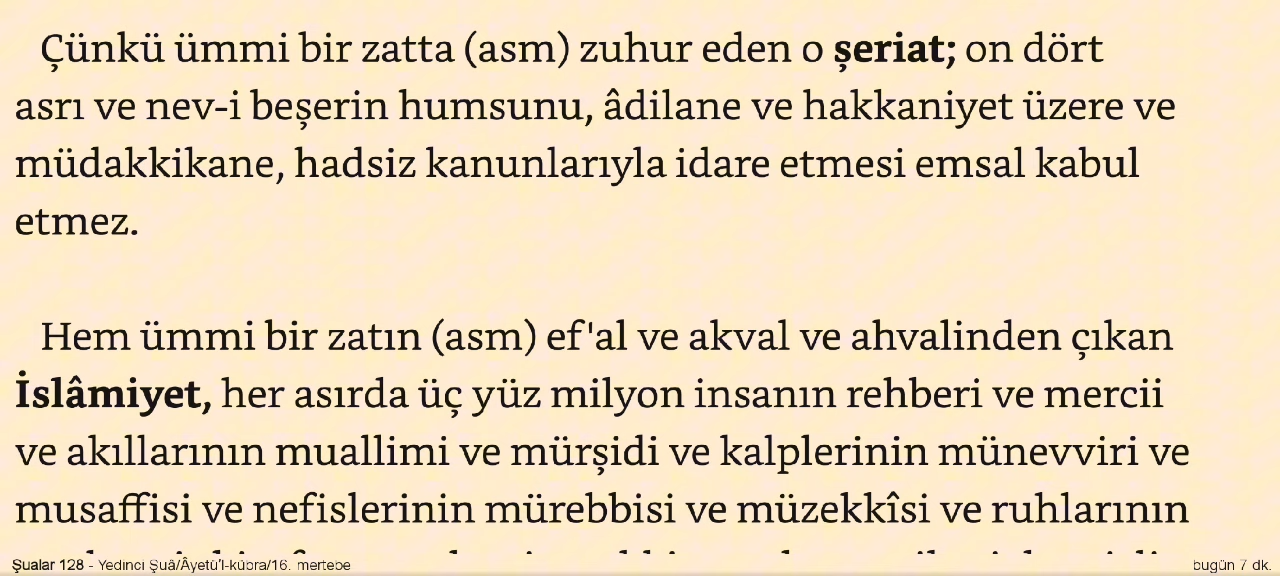 Çünkü ümmi bir zatta (asm) zuhur eden o şeriat; on dört
asrı ve nev-i beşerin humsunu, âdilane ve hakkaniyet üzere ve
müdakkikane, hadsiz kanunlarıyla idare etmesi emsal kabul
etmez.
Hem ümmi bir zatın (asm) ef'al ve akval ve ahvalinden çıkan
İslâmiyet, her asırda üç yüz milyon insanın rehberi ve mercii
ve akıllarının muallimi ve mürşidi ve kalplerinin münevviri ve
musaffisi ve nefislerinin mürebbisi ve müzekkîsi ve ruhlarının
Şualar 128 - Yedinci Şuâ/Âyetü'l-kübra/16. mertebe
bugün 7 dk.